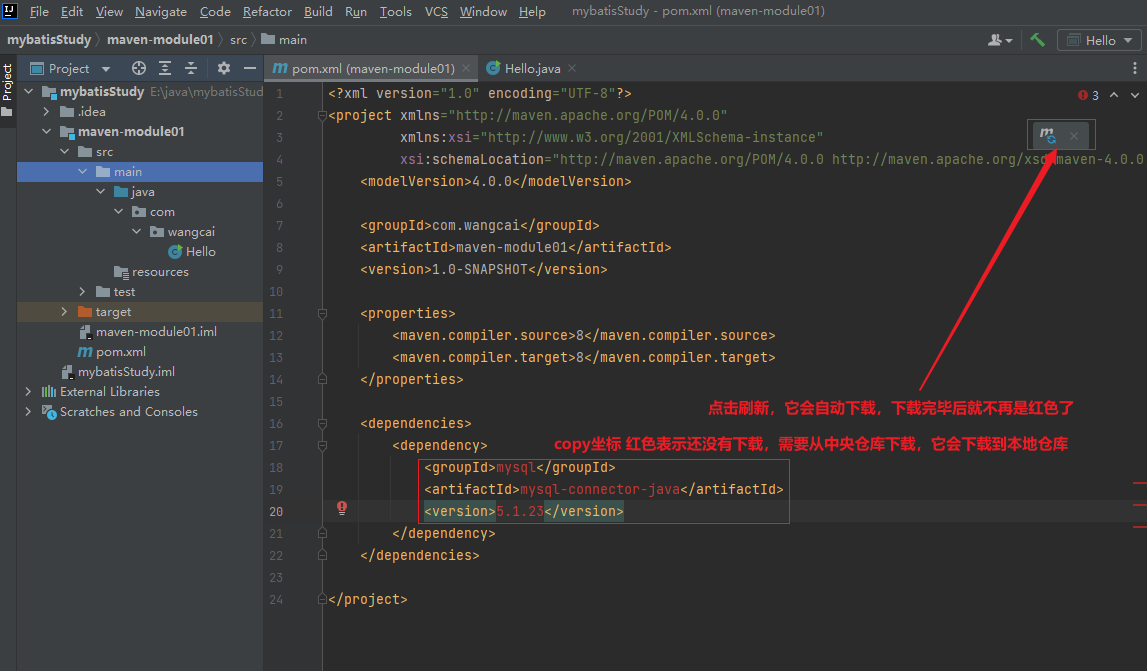 File Edit View Navigate Code Refactor Build Run Tools VCS Window Help mybatisStudy - pom.xml (maven-module01)
mybatisStudy maven-module01 src main Hello
Project
Project
pom.xml (maven-module01) Hello.java
mybatisStudy E:\java\mybatisStud
.idea
maven-module01
src
main
java
com
wangcai
Hello
resources
test
target
maven-module01.iml
pom.xml
mybatisStudy.iml
External Libraries
Scratches and Consoles
3
1 <?xml version="1.0" encoding="UTF-8"?>
2 <project xmlns="http://maven.apache.org/POM/4.0.0"
3 xmlns:xsi="http://www.w3.org/2001/XMLSchema-instance"
4 xsi:schemaLocation="http://maven.apache.org/POM/4.0.0 http://maven.apache.org/xsd/maven-4.0.0
5 <modelVersion>4.0.0</modelVersion>
6
7 <groupId>com.wangcai</groupId>
8 <artifactId>maven-module01</artifactId>
9 <version>1.0-SNAPSHOT</version>
10
11 <properties>
12 <maven.compiler.source>8</maven.compiler.source>
13 <maven.compiler.target>8</maven.compiler.target>
14 </properties>
15
点击刷新，它会自动下载，下载完毕后就不再是红色了
16 <dependencies>
17 <dependency>
copy坐标 红色表示还没有下载，需要从中央仓库下载，它会下载到本地仓库
18 <groupId>mysql</groupId>
19 <artifactId>mysql-connector-java</artifactId>
20 <version>5.1.23</version>
21 </dependency>
22 </dependencies>
23
24 </project>